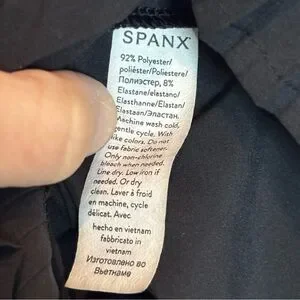 SPANX
92% Polyester/
poliéster/Poliestere/
Полиэстер, 8%
Elastane/elastano/
Elasthanne/Elastan/
Elastaan/Эластан.
Machine wash cold,
gentle cycle. With
like colors. Do not
use fabric softener.
Only non-chlorine
bleach when needed.
Line dry. Low iron if
needed. Or dry
clean. Laver à froid
en machine, cycle
délicat. Avec
hecho en vietnam
fabbricato in
vietnam
Изготовлено во
Вьетнаме